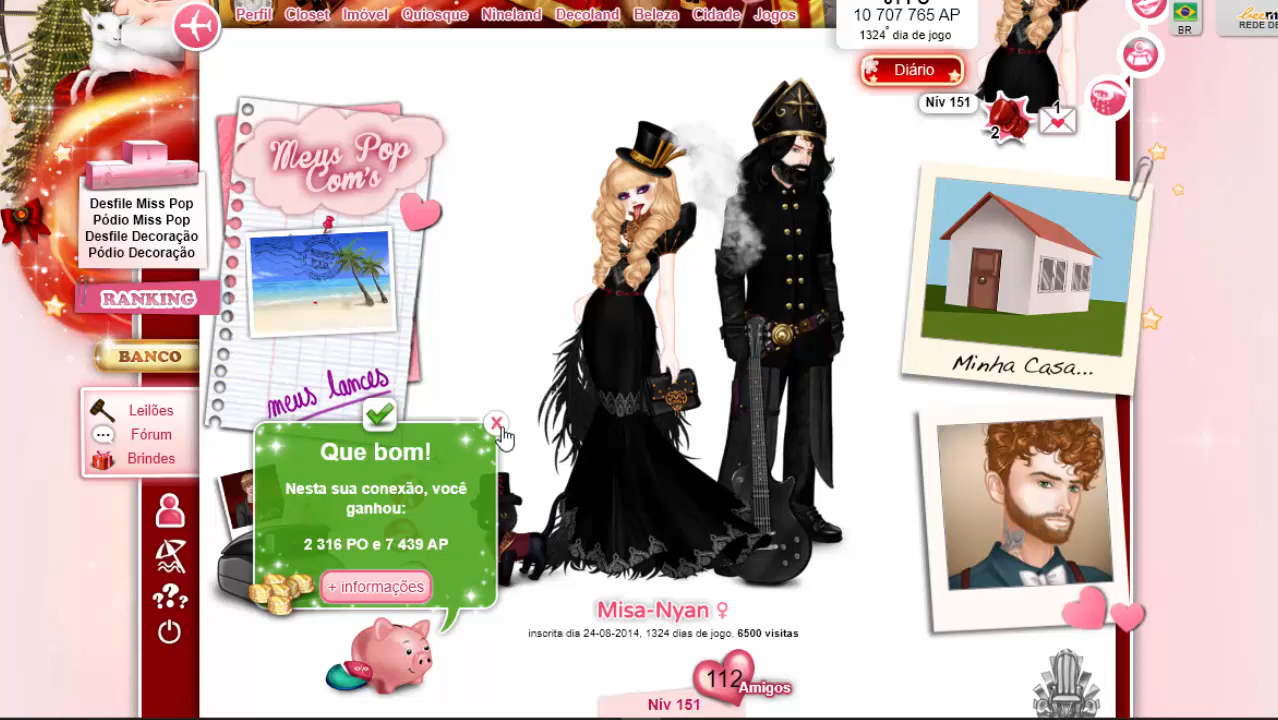 Perfil Closet Imóvel Quiosque Nineland Decoland Beleza Cidade Jogos
10 707 765 AP
1324° dia de jogo
Diário
Nív 151
2
1
BR
REDE DE
Desfile Miss Pop
Pódio Miss Pop
Desfile Decoração
Pódio Decoração
RANKING
BANCO
Leilões
Fórum
Brindes
Meus Pop
Com's
meus lances
Que bom!
Nesta sua conexão, você
ganhou:
2 316 PO e 7 439 AP
+ informações
Minha Casa...
Misa-Nyan ♀
inscrita dia 24-08-2014, 1324 dias de jogo, 6500 visitas
112 Amigos
Nív 151